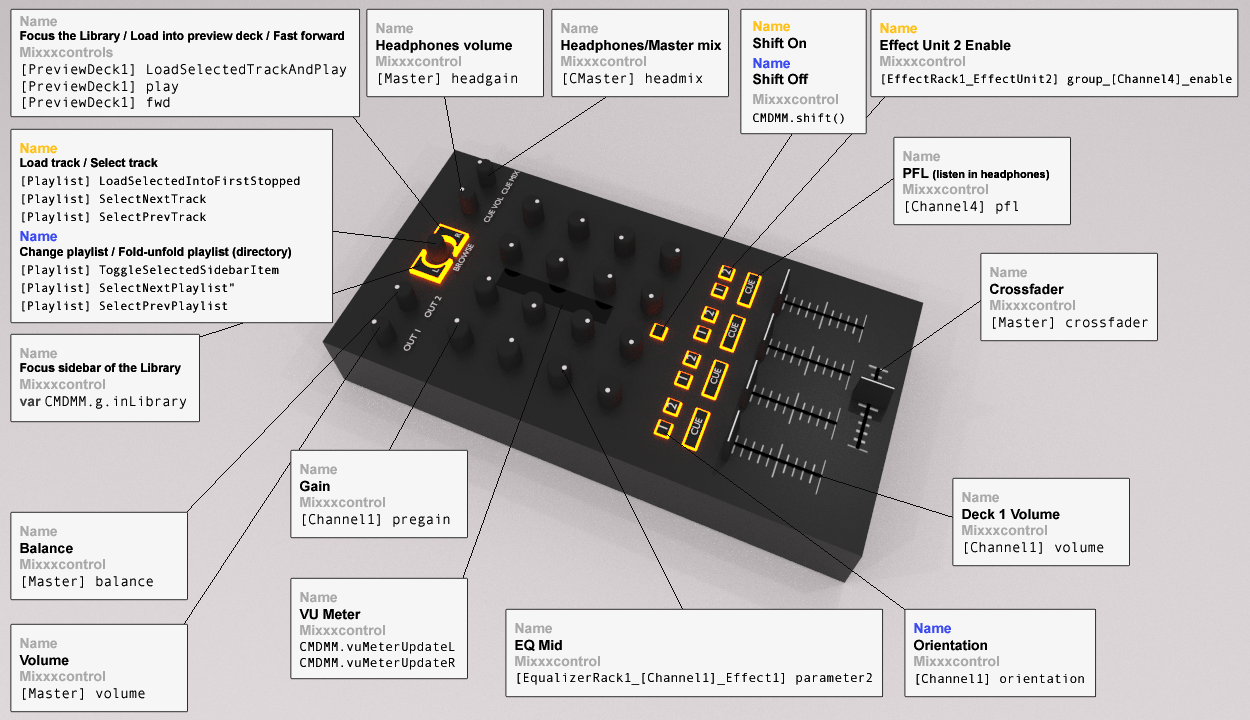 Name
Focus the Library / Load into preview deck / Fast forward
Mixxxcontrols
[PreviewDeck1] LoadSelectedTrackAndPlay
[PreviewDeck1] play
[PreviewDeck1] fwd
Name
Headphones volume
Mixxxcontrol
[Master] headgain
Name
Headphones/Master mix
Mixxxcontrol
[CMaster] headmix
Name
Shift On
Name
Shift Off
Mixxxcontrol
CMDMM.shift()
Name
Effect Unit 2 Enable
Mixxxcontrol
[EffectRack1_EffectUnit2] group_[Channel4]_enable
Name
Load track / Select track
[Playlist] LoadSelectedIntoFirstStopped
[Playlist] SelectNextTrack
[Playlist] SelectPrevTrack
Name
Change playlist / Fold-unfold playlist (directory)
[Playlist] ToggleSelectedSidebarItem
[Playlist] SelectNextPlaylist"
[Playlist] SelectPrevPlaylist
Name
PFL (listen in headphones)
Mixxxcontrol
[Channel4] pfl
Name
Crossfader
Mixxxcontrol
[Master] crossfader
Name
Focus sidebar of the Library
Mixxxcontrol
var CMDMM.g.inLibrary
CUE MIX
CUE VOL
R
L
BROWSE
OUT 2
OUT 1
2
1
CUE
2
1
CUE
2
1
CUE
2
1
CUE
Name
Gain
Mixxxcontrol
[Channel1] pregain
Name
Deck 1 Volume
Mixxxcontrol
[Channel1] volume
Name
Balance
Mixxxcontrol
[Master] balance
Name
VU Meter
Mixxxcontrol
CMDMM.vuMeterUpdateL
CMDMM.vuMeterUpdateR
Name
EQ Mid
Mixxxcontrol
[EqualizerRack1_[Channel1]_Effect1] parameter2
Name
Orientation
Mixxxcontrol
[Channel1] orientation
Name
Volume
Mixxxcontrol
[Master] volume